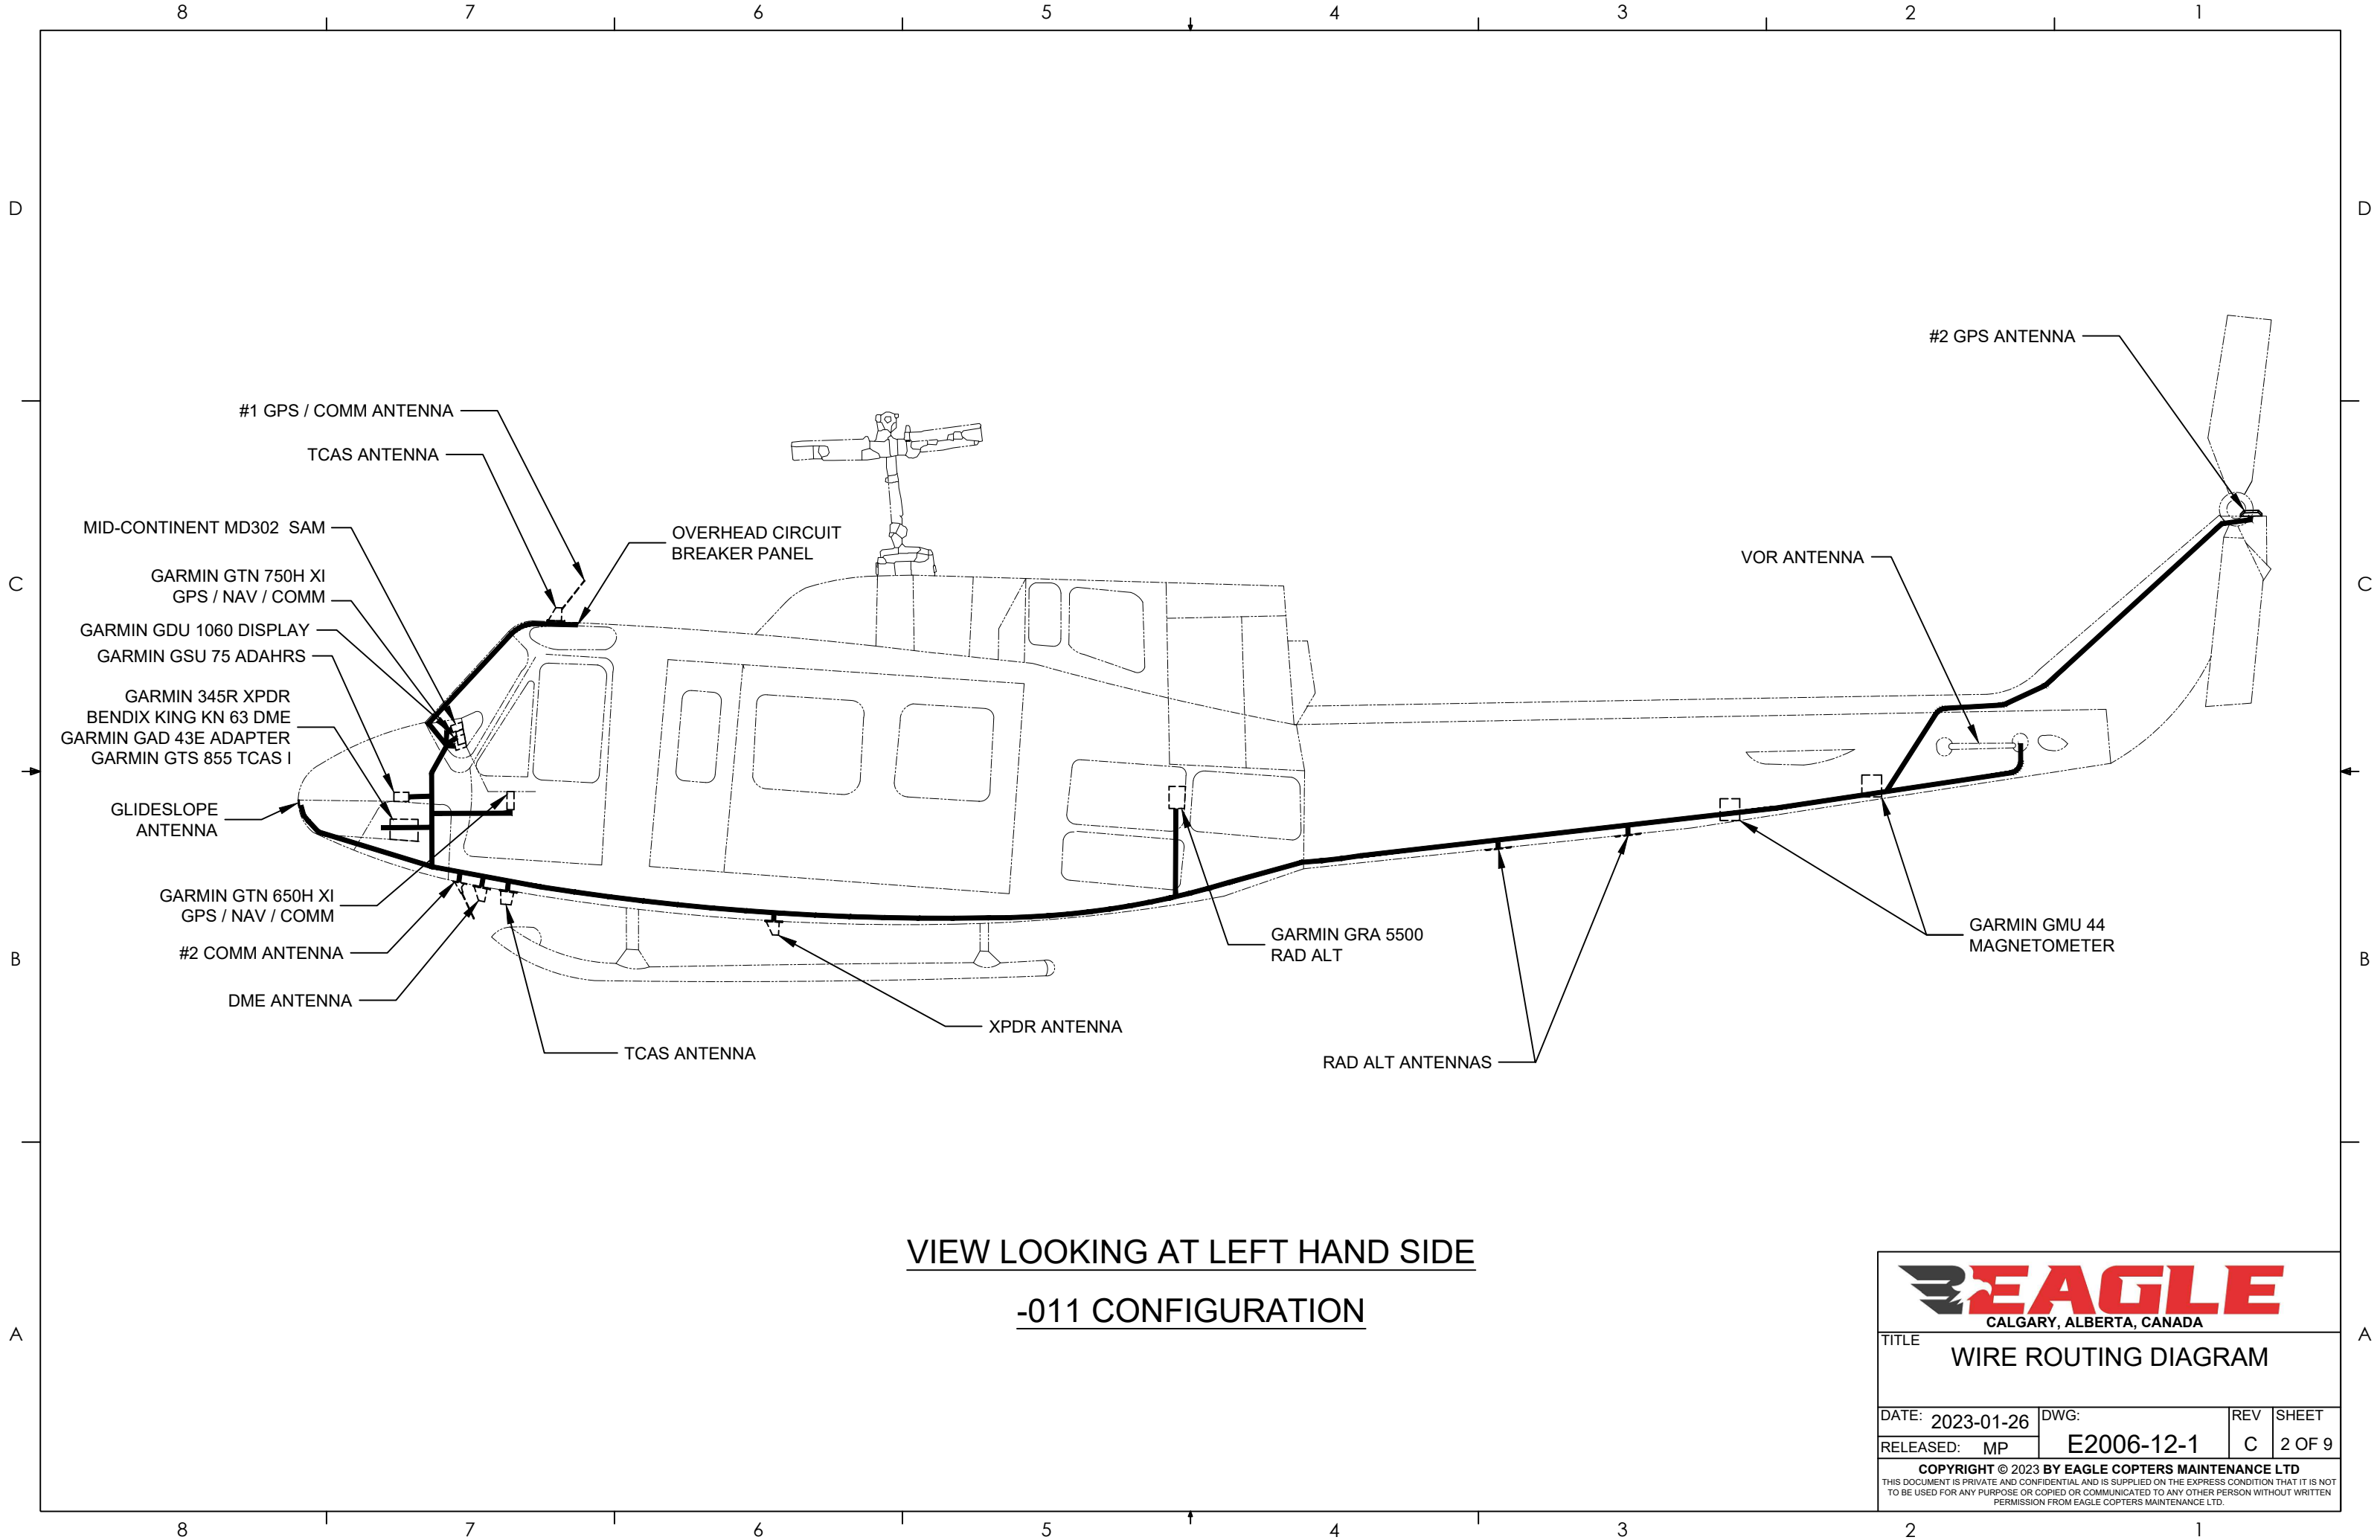 8 7 6 5 4 3 2 1
D D
#2 GPS ANTENNA
#1 GPS / COMM ANTENNA
TCAS ANTENNA
MID-CONTINENT MD302 SAM
OVERHEAD CIRCUIT
BREAKER PANEL
VOR ANTENNA
C C
GARMIN GTN 750H XI
GPS / NAV / COMM
GARMIN GDU 1060 DISPLAY
GARMIN GSU 75 ADAHRS
GARMIN 345R XPDR
BENDIX KING KN 63 DME
GARMIN GAD 43E ADAPTER
GARMIN GTS 855 TCAS I
GLIDESLOPE
ANTENNA
GARMIN GTN 650H XI
GPS / NAV / COMM
#2 COMM ANTENNA
DME ANTENNA
TCAS ANTENNA
XPDR ANTENNA
GARMIN GRA 5500
RAD ALT
RAD ALT ANTENNAS
GARMIN GMU 44
MAGNETOMETER
B B
VIEW LOOKING AT LEFT HAND SIDE
-011 CONFIGURATION
A A
EAGLE
CALGARY, ALBERTA, CANADA
TITLE
WIRE ROUTING DIAGRAM
DATE: 2023-01-26
RELEASED: MP
DWG:
E2006-12-1
REV
C
SHEET
2 OF 9
COPYRIGHT © 2023 BY EAGLE COPTERS MAINTENANCE LTD
THIS DOCUMENT IS PRIVATE AND CONFIDENTIAL AND IS SUPPLIED ON THE EXPRESS CONDITION THAT IT IS NOT
TO BE USED FOR ANY PURPOSE OR COPIED OR COMMUNICATED TO ANY OTHER PERSON WITHOUT WRITTEN
PERMISSION FROM EAGLE COPTERS MAINTENANCE LTD.
8 7 6 5 4 3 2 1